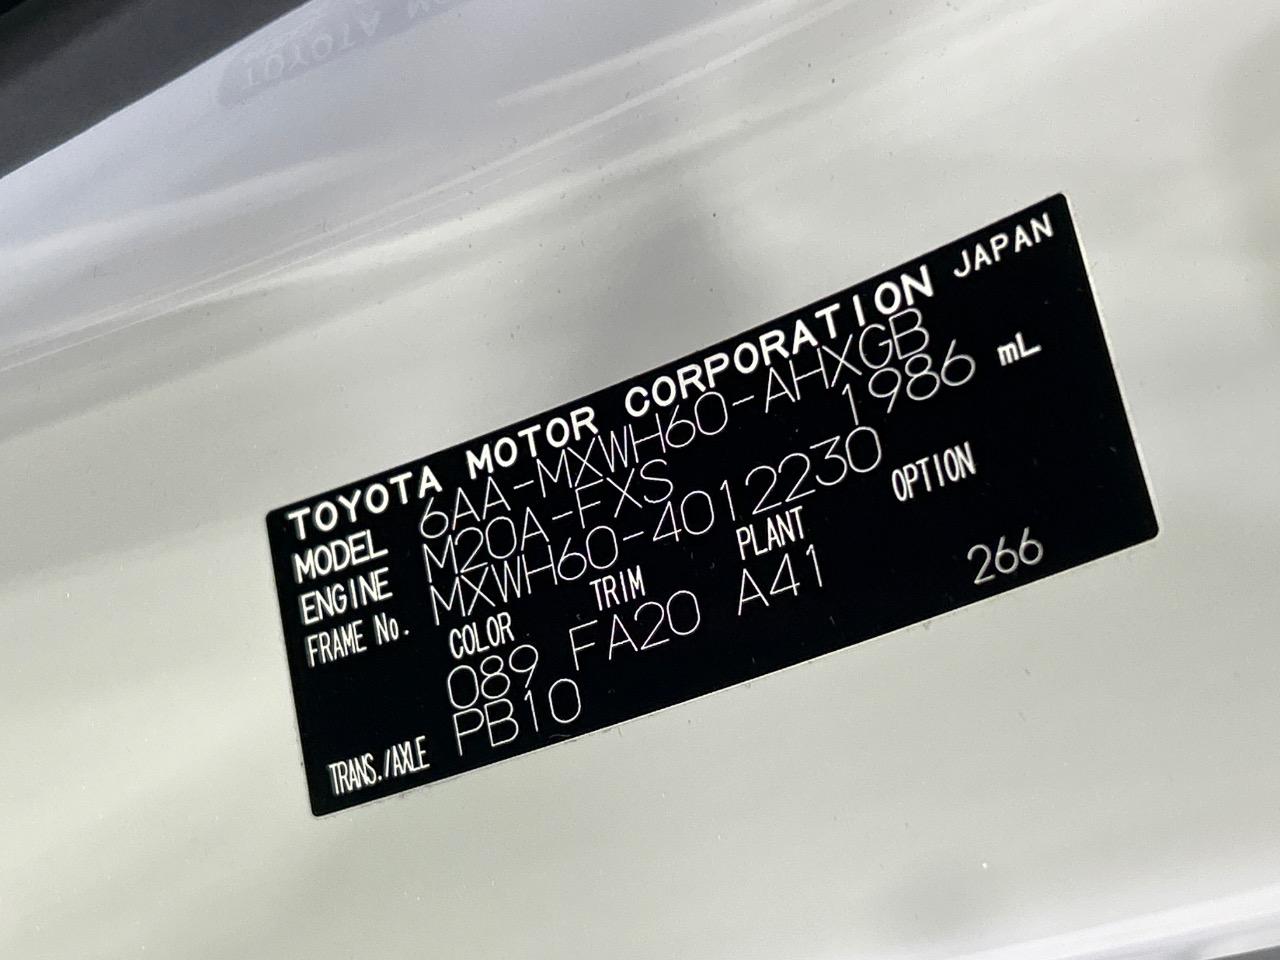 TOYOTA MOTOR CORPORATION JAPAN
MODEL 6AA-MXWH60-AHXGB
ENGINE M20A-FXS 1986 mL
FRAME No. MXWH60-4012230
COLOR TRIM PLANT OPTION
089 FA20 A41 266
TRANS./AXLE PB10